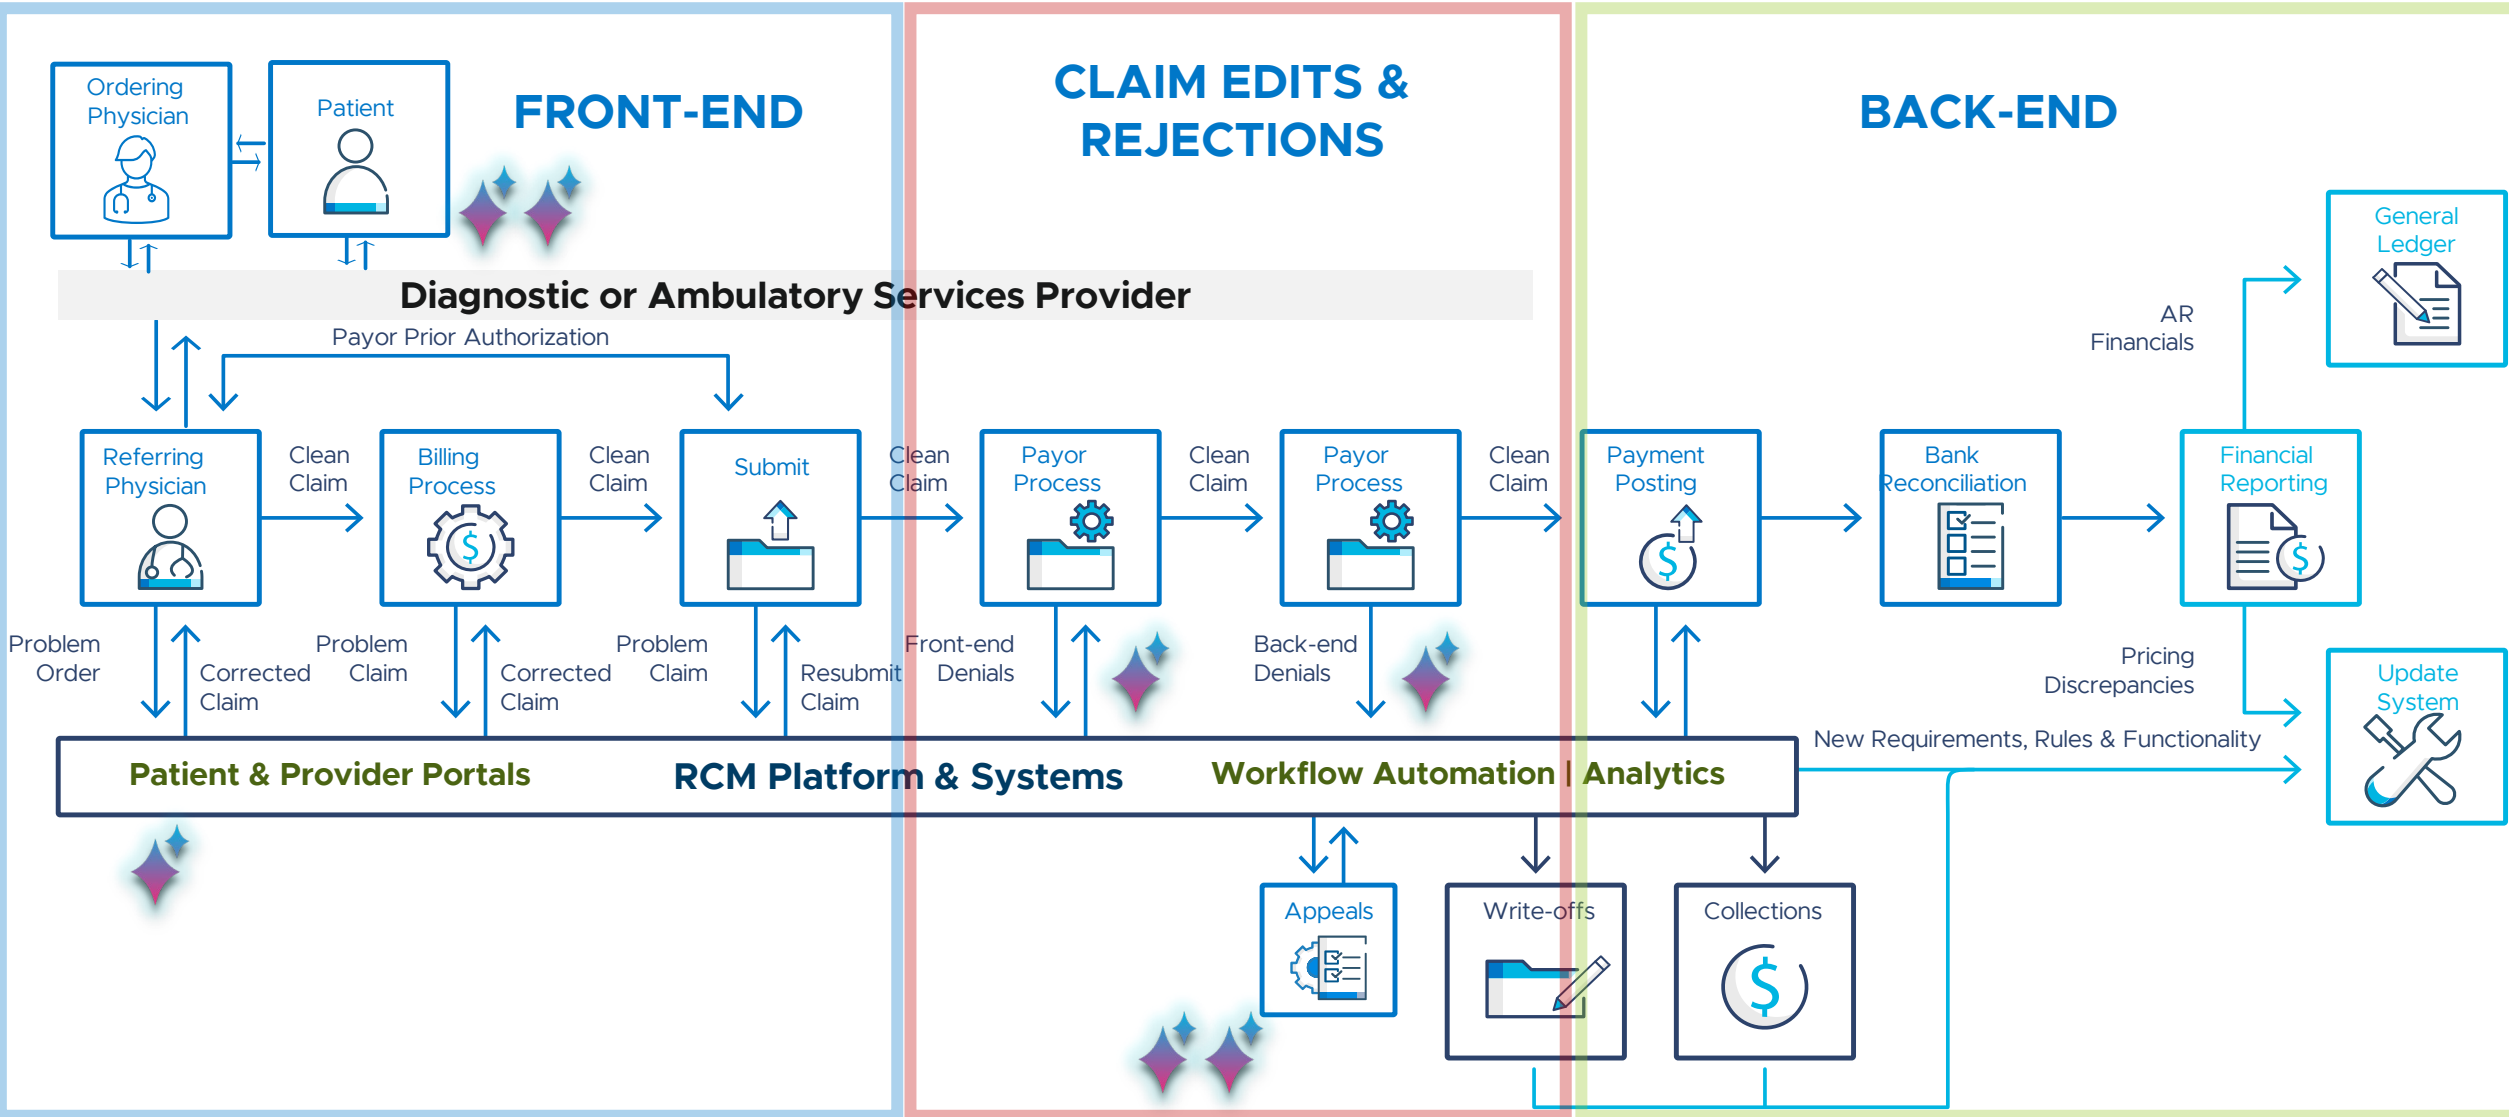 FRONT-END
CLAIM EDITS &
REJECTIONS
BACK-END
Ordering
Physician
Patient
General
Ledger
Diagnostic or Ambulatory Services Provider
Payor Prior Authorization
AR
Financials
Referring
Physician
Clean
Claim
Billing
Process
Clean
Claim
Submit
Clean
Claim
Payor
Process
Clean
Claim
Payor
Process
Clean
Claim
Payment
Posting
Bank
Reconciliation
Financial
Reporting
Problem
Order
Corrected
Claim
Problem
Claim
Corrected
Claim
Problem
Claim
Resubmit
Claim
Front-end
Denials
Back-end
Denials
Pricing
Discrepancies
Update
System
New Requirements, Rules & Functionality
Patient & Provider Portals
RCM Platform & Systems
Workflow Automation | Analytics
Appeals
Write-offs
Collections